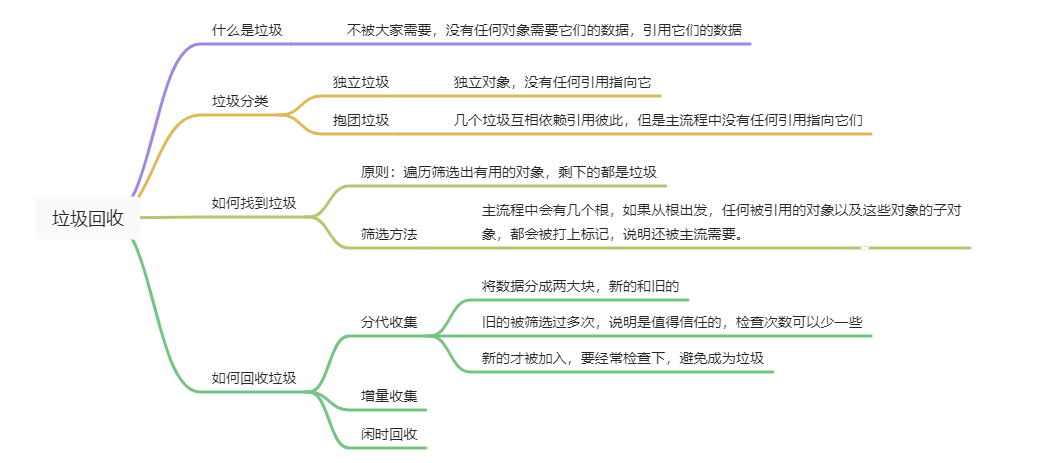 什么是垃圾
不被大家需要，没有任何对象需要它们的数据，引用它们的数据
垃圾分类
独立垃圾
独立对象，没有任何引用指向它
抱团垃圾
几个垃圾互相依赖引用彼此，但是主流程中没有任何引用指向它们
垃圾回收
如何找到垃圾
原则：遍历筛选出有用的对象，剩下的都是垃圾
筛选方法
主流程中会有几个根，如果从根出发，任何被引用的对象以及这些对象的子对
象，都会被打上标记，说明还被主流需要。
如何回收垃圾
分代收集
将数据分成两大块，新的和旧的
旧的被筛选过多次，说明是值得信任的，检查次数可以少一些
新的才被加入，要经常检查下，避免成为垃圾
增量收集
闲时回收